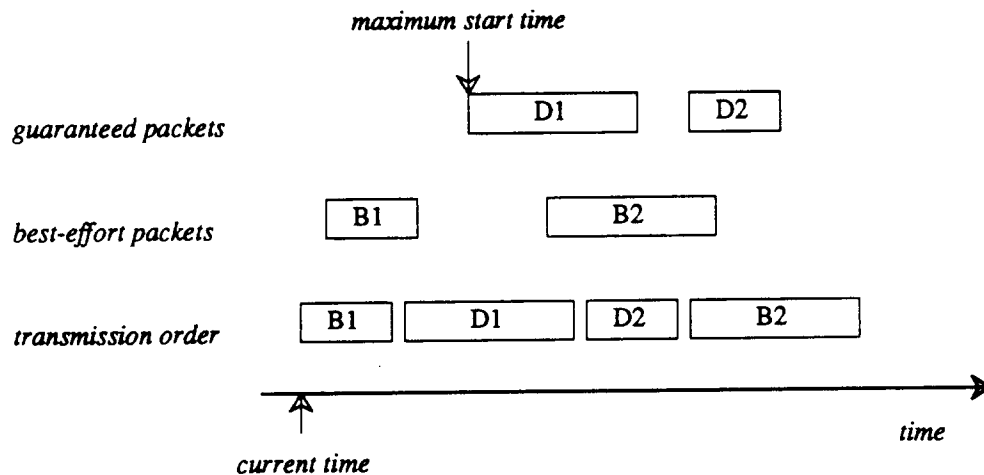 maximum start time
guaranteed packets D1 D2
best-effort packets B1 B2
transmission order B1 D1 D2 B2
time
current time